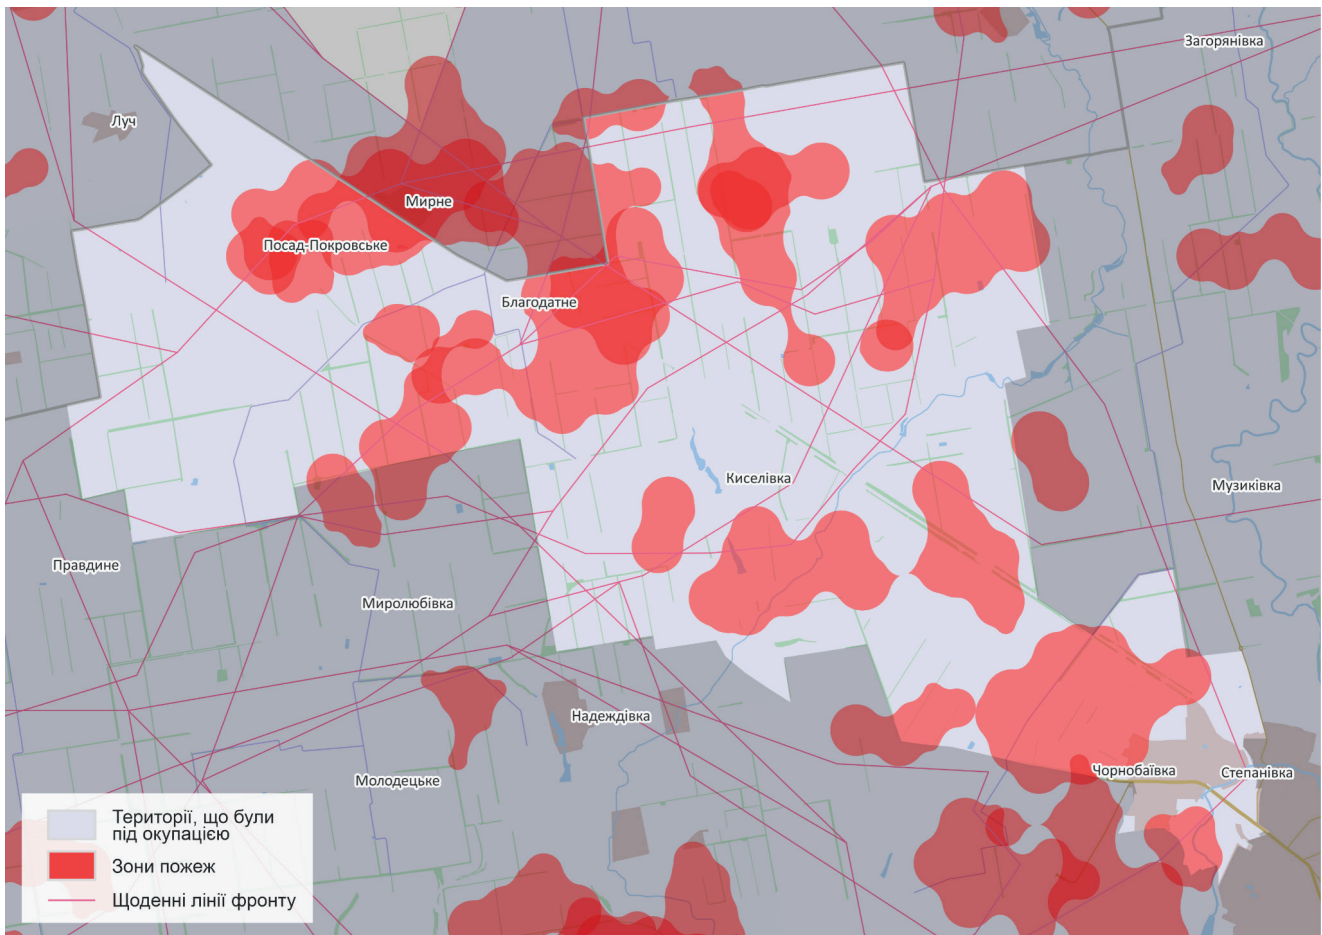 Загорянівка
Луч
Мирне
Посад-Покровське
Благодатне
Киселівка
Музиківка
Правдине
Миролюбівка
Надеждівка
Молодецьке
Чорнобаївка
Степанівка
Території, що були
під окупацією
Зони пожеж
Щоденні лінії фронту